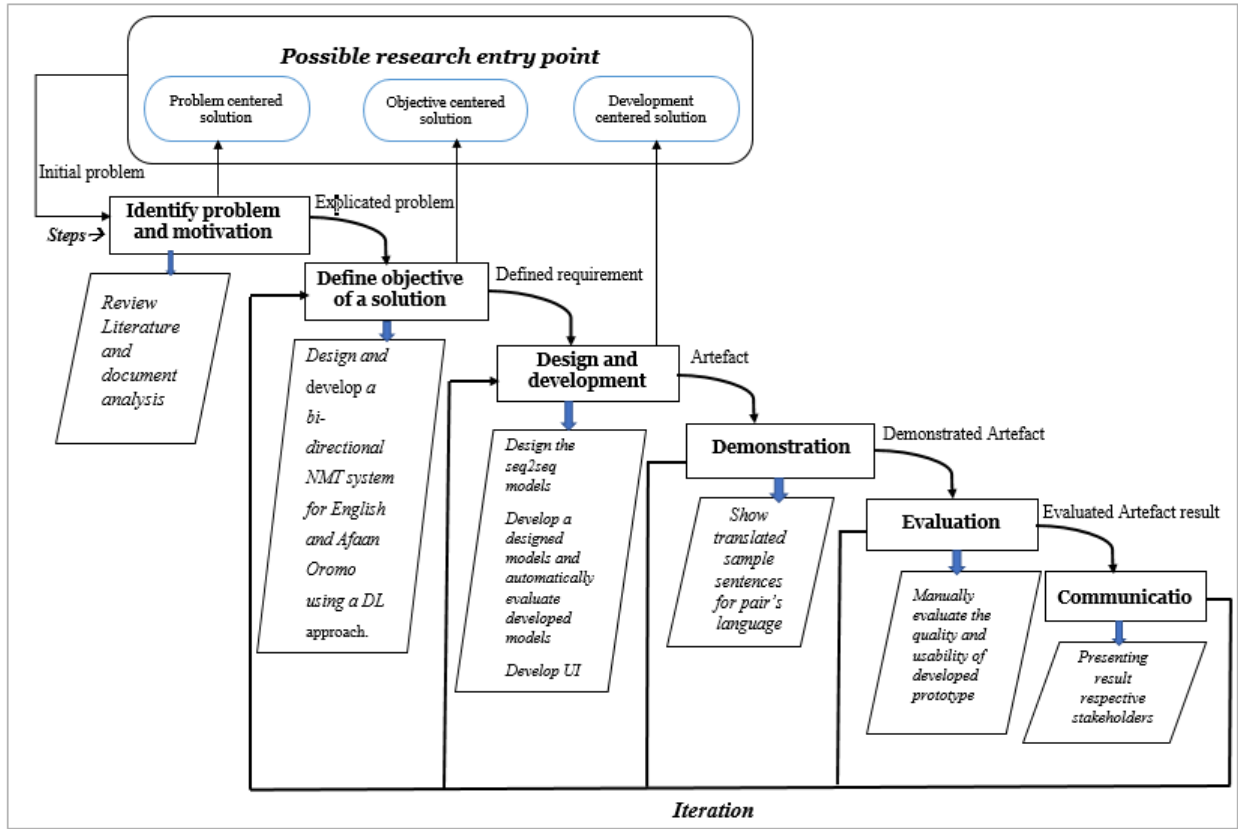 Possible research entry point
Problem centered
solution
Objective centered
solution
Development
centered solution
Initial problem
Steps→
Identify problem
and motivation
Explicated problem
Review
Literature
and
document
analysis
Define objective
of a solution
Defined requirement
Design and
develop a
bi-
directional
NMT system
for English
and Afaan
Oromo
using a DL
approach.
Design and
development
Artefact
Design the
seq2seq
models
Develop a
designed
models and
automatically
evaluate
developed
models
Develop UI
Demonstration
Demonstrated Artefact
Show
translated
sample
sentences
for pair's
language
Evaluation
Evaluated Artefact result
Manually
evaluate the
quality and
usability of
developed
prototype
Communicatio
Presenting
result
respective
stakeholders
Iteration